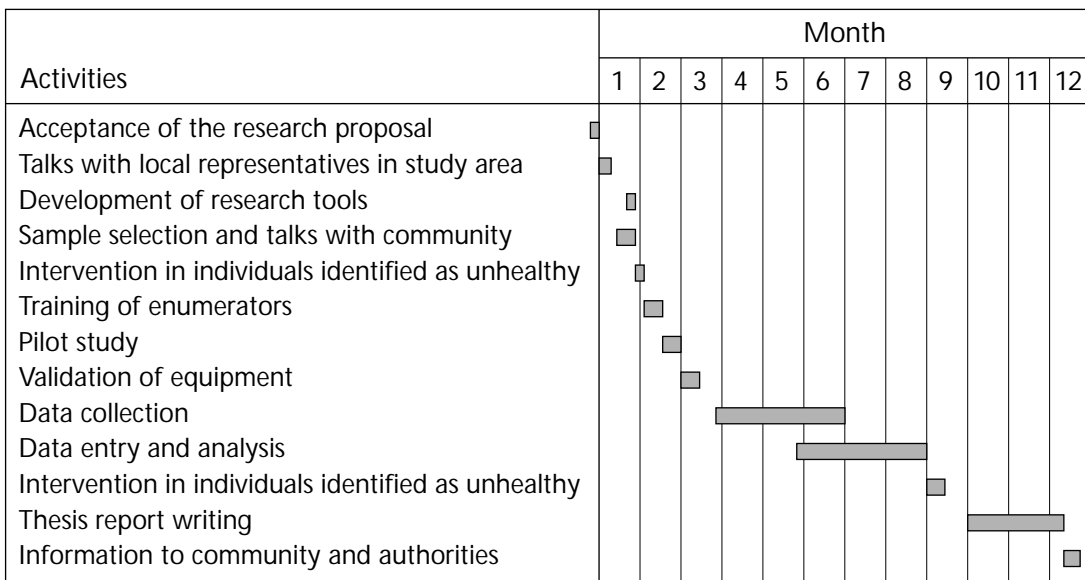 Month
Activities 1 2 3 4 5 6 7 8 9 10 11 12
Acceptance of the research proposal
Talks with local representatives in study area
Development of research tools
Sample selection and talks with community
Intervention in individuals identified as unhealthy
Training of enumerators
Pilot study
Validation of equipment
Data collection
Data entry and analysis
Intervention in individuals identified as unhealthy
Thesis report writing
Information to community and authorities